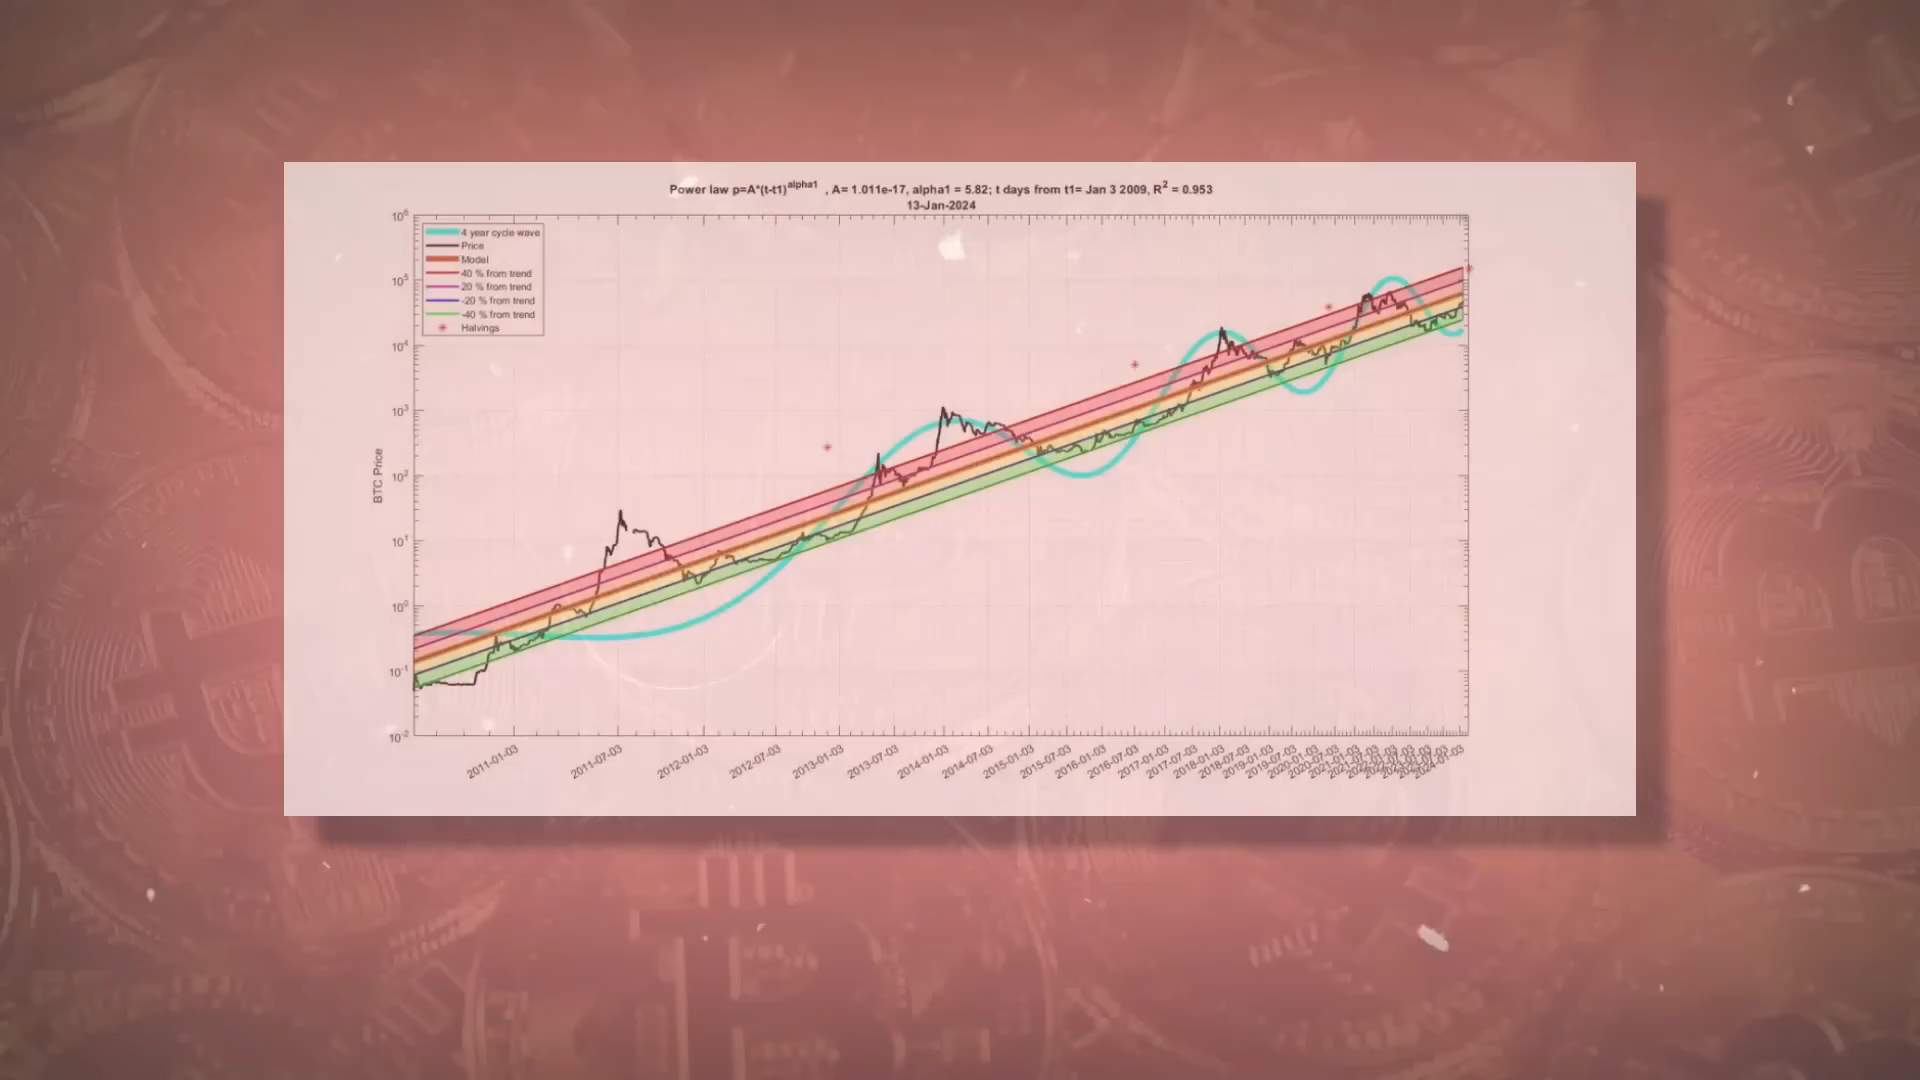 Power law p=A*(t-t1)^alpha1 , A= 1.011e-17, alpha1 = 5.82; t days from t1= Jan 3 2009, R^2 = 0.953
13-Jan-2024
4 year cycle wave
Price
Model
40 % from trend
20 % from trend
-20 % from trend
-40 % from trend
Halvings
BTC Price
10^6
10^5
10^4
10^3
10^2
10^1
10^0
10^-1
10^-2
2011-01-03
2011-07-03
2012-01-03
2012-07-03
2013-01-03
2013-07-03
2014-01-03
2014-07-03
2015-01-03
2015-07-03
2016-01-03
2016-07-03
2017-01-03
2017-07-03
2018-01-03
2018-07-03
2019-01-03
2020-01-03
2020-07-03
2021-01-03
2024-01-03